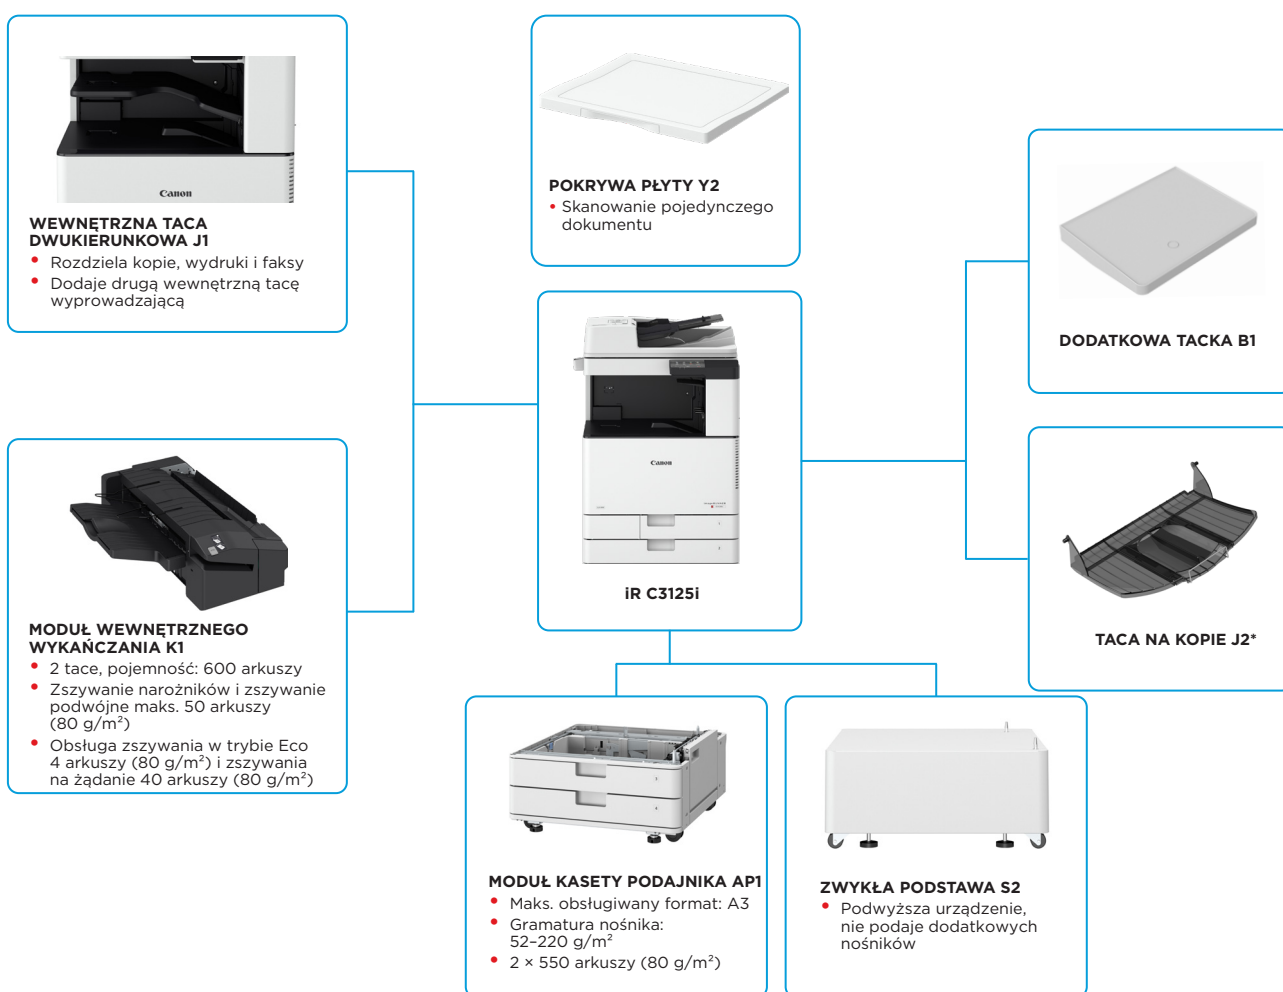 Canon
WEWNĘTRZNA TACA
DWUKIERUNKOWA J1
• Rozdziela kopie, wydruki i faksy
• Dodaje drugą wewnętrzną tacę
wyprowadzającą
POKRYWA PŁYTY Y2
• Skanowanie pojedynczego
dokumentu
DODATKOWA TACKA B1
Canon
iR C3125i
MODUŁ WEWNĘTRZNEGO
WYKAŃCZANIA K1
• 2 tace, pojemność: 600 arkuszy
• Zszywanie narożników i zszywanie
podwójne maks. 50 arkuszy
(80 g/m²)
• Obsługa zszywania w trybie Eco
4 arkuszy (80 g/m²) i zszywania
na żądanie 40 arkuszy (80 g/m²)
TACA NA KOPIE J2*
MODUŁ KASETY PODAJNIKA AP1
• Maks. obsługiwany format: A3
• Gramatura nośnika:
52–220 g/m²
• 2 × 550 arkuszy (80 g/m²)
ZWYKŁA PODSTAWA S2
• Podwyższa urządzenie,
nie podaje dodatkowych
nośników